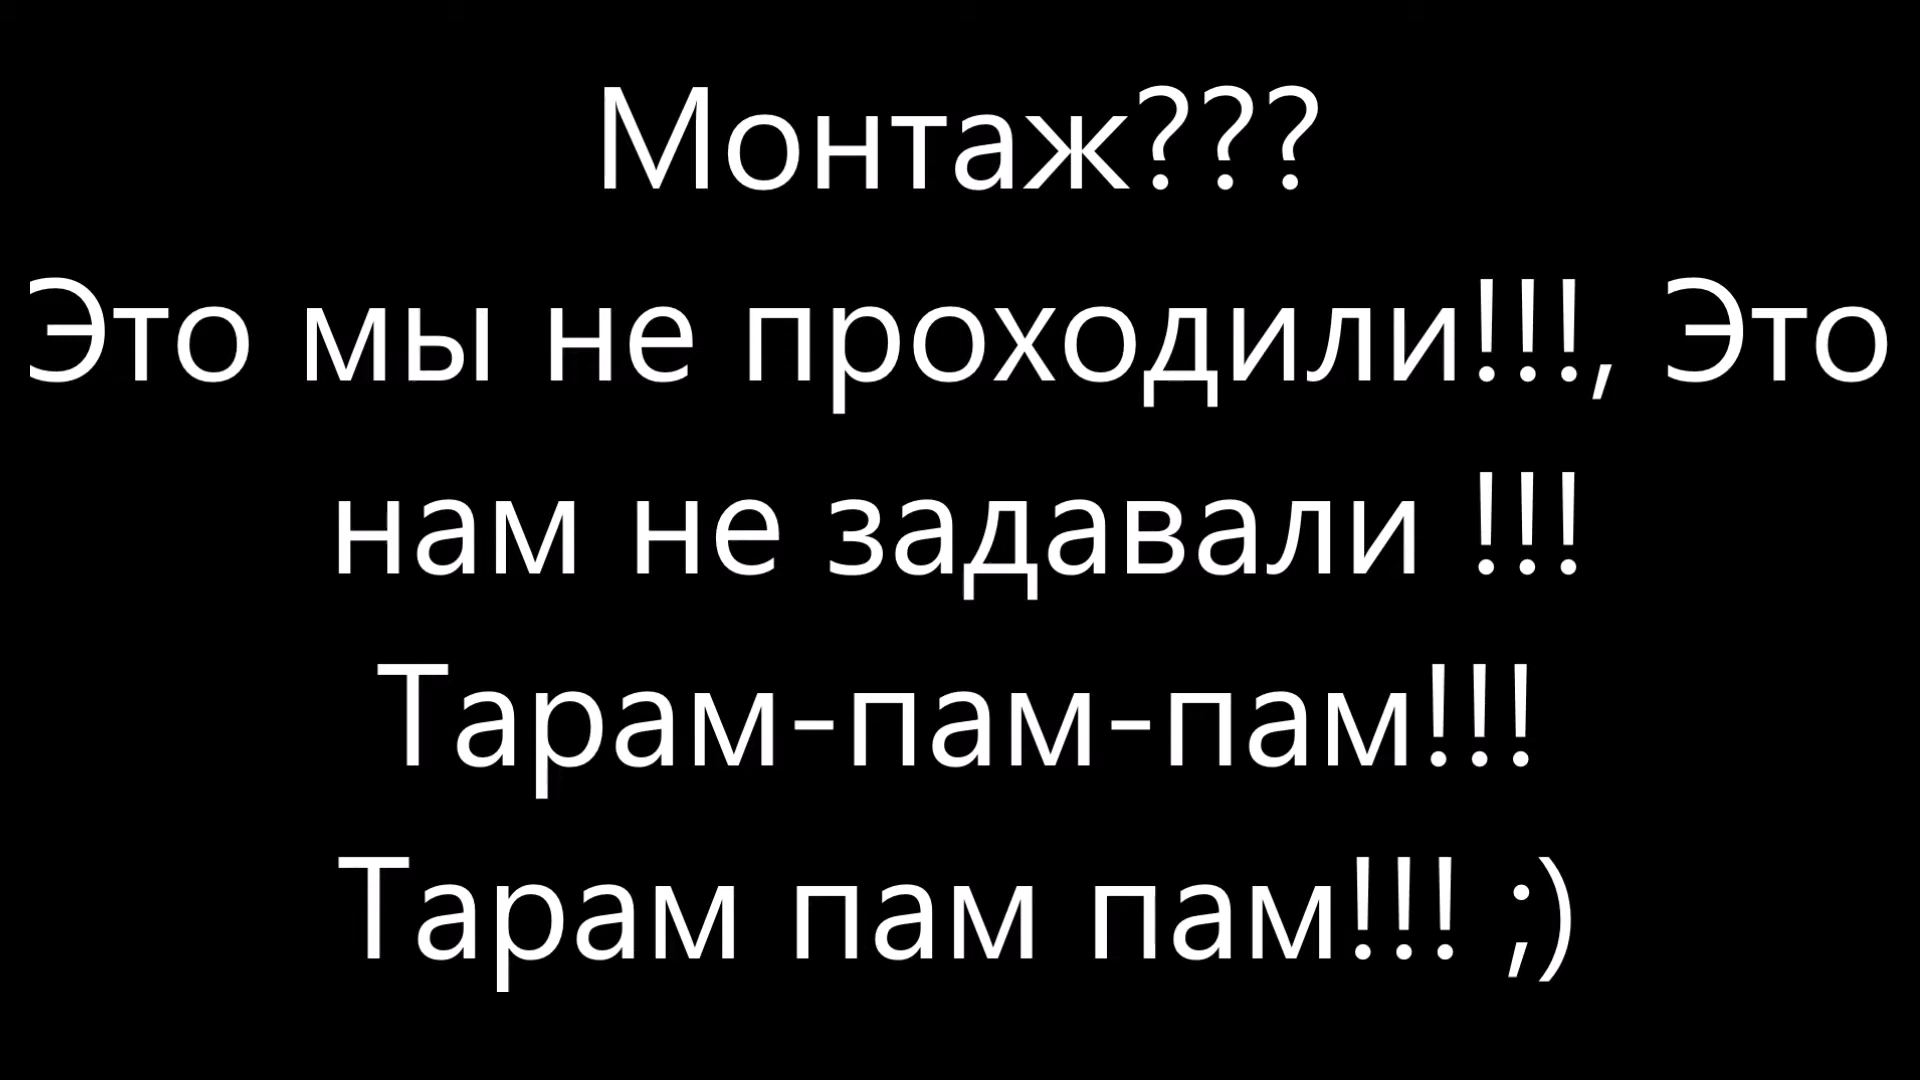 Монтаж???
Это мы не проходили!!!, Это
нам не задавали !!!
Тарам-пам-пам!!!
Тарам пам пам!!! ;)